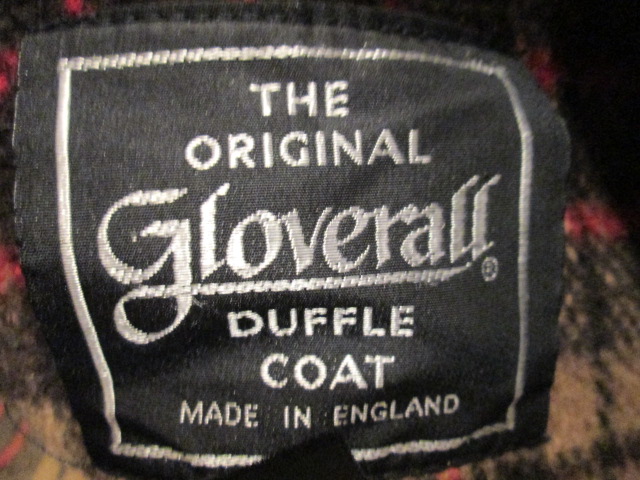 THE
ORIGINAL
Gloverall®
DUFFLE
COAT
MADE IN ENGLAND